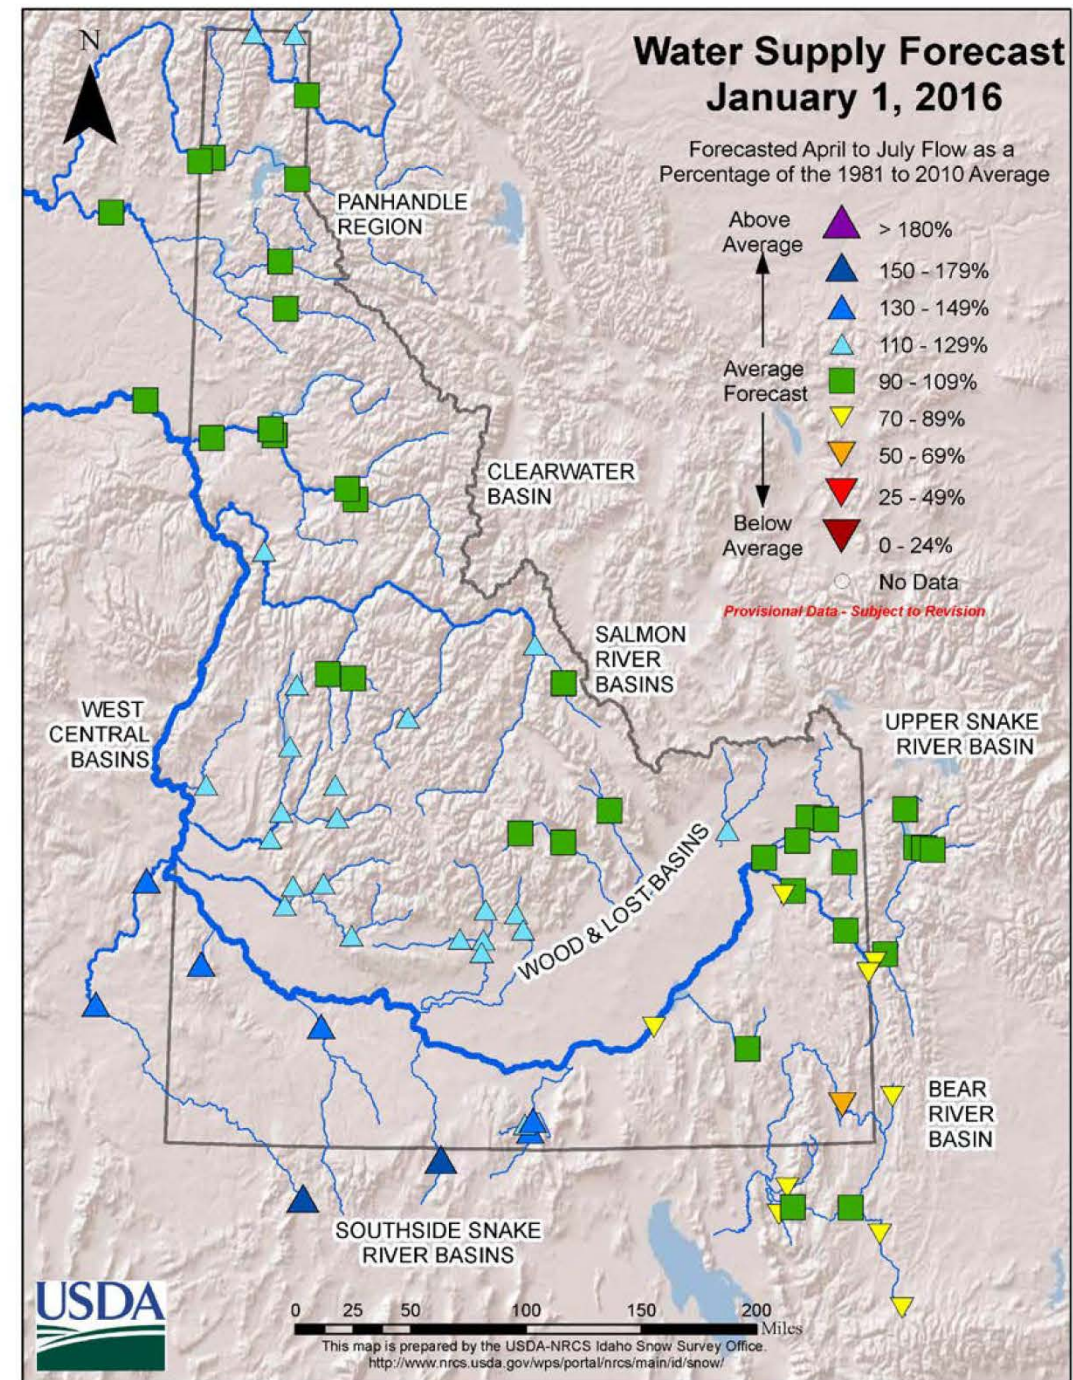 Water Supply Forecast
January 1, 2016
Forecasted April to July Flow as a
Percentage of the 1981 to 2010 Average
Above
Average
> 180%
150 - 179%
130 - 149%
110 - 129%
Average
Forecast
90 - 109%
70 - 89%
50 - 69%
25 - 49%
Below
Average
0 - 24%
No Data
Provisional Data - Subject to Revision
N
PANHANDLE
REGION
CLEARWATER
BASIN
SALMON
RIVER
BASINS
WEST
CENTRAL
BASINS
UPPER SNAKE
RIVER BASIN
WOOD & LOST BASINS
BEAR
RIVER
BASIN
SOUTHSIDE SNAKE
RIVER BASINS
USDA
0 25 50 100 150 200
Miles
This map is prepared by the USDA-NRCS Idaho Snow Survey Office.
http://www.nrcs.usda.gov/wps/portal/nrcs/main/id/snow/